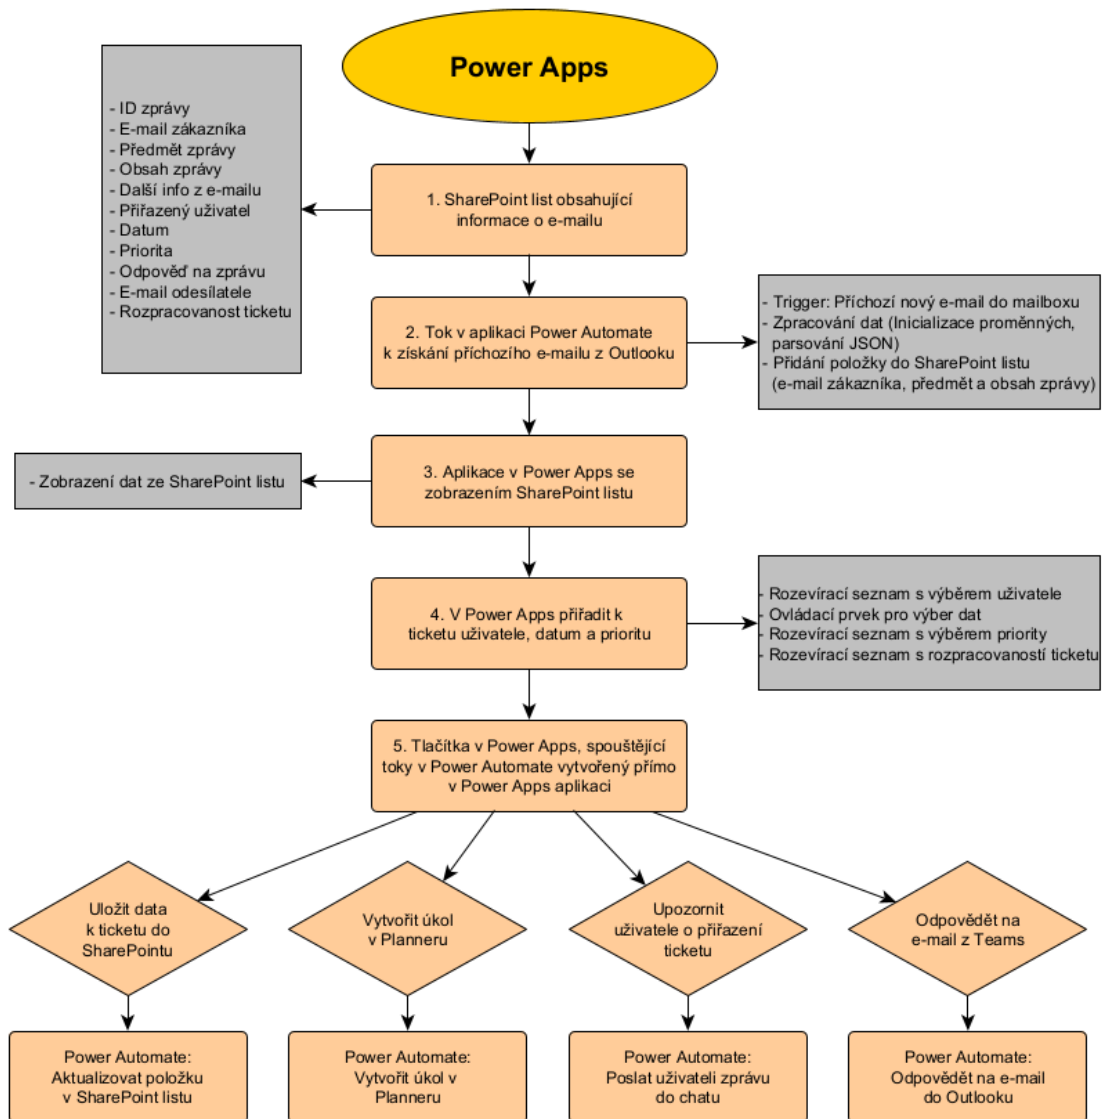 Power Apps
- ID zprávy
- E-mail zákazníka
- Předmět zprávy
- Obsah zprávy
- Další info z e-mailu
- Přiřazený uživatel
- Datum
- Priorita
- Odpověď na zprávu
- E-mail odesílatele
- Rozpracovanost ticketu
1. SharePoint list obsahující
informace o e-mailu
2. Tok v aplikaci Power Automate
k získání příchozího e-mailu z Outlooku
- Trigger: Příchozí nový e-mail do mailboxu
- Zpracování dat (Inicializace proměnných,
parsování JSON)
- Přidání položky do SharePoint listu
(e-mail zákazníka, předmět a obsah zprávy)
3. Aplikace v Power Apps se
zobrazením SharePoint listu
- Zobrazení dat ze SharePoint listu
4. V Power Apps přiřadit k
ticketu uživatele, datum a prioritu
- Rozevírací seznam s výběrem uživatele
- Ovládací prvek pro výber dat
- Rozevírací seznam s výběrem priority
- Rozevírací seznam s rozpracovaností ticketu
5. Tlačítka v Power Apps, spouštějící
toky v Power Automate vytvořený přímo
v Power Apps aplikaci
Uložit data
k ticketu do
SharePointu
Vytvořit úkol
v Planneru
Upozornit
uživatele o přiřazení
ticketu
Odpovědět na
e-mail z Teams
Power Automate:
Aktualizovat položku
v SharePoint listu
Power Automate:
Vytvořit úkol v
Planneru
Power Automate:
Poslat uživateli zprávu
do chatu
Power Automate:
Odpovědět na e-mail
do Outlooku